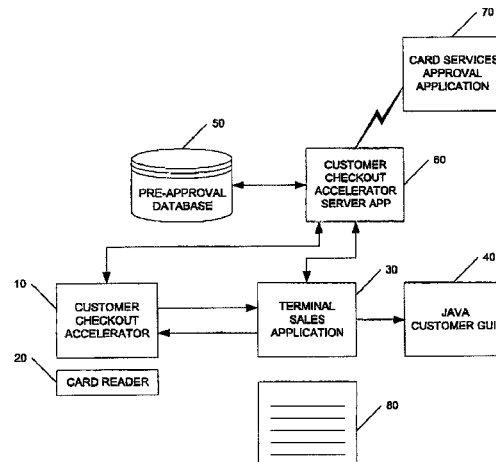 70
CARD SERVICES
APPROVAL
APPLICATION
50
PRE-APPROVAL
DATABASE
CUSTOMER
CHECKOUT
ACCELERATOR
SERVER APP
60
10
CUSTOMER
CHECKOUT
ACCELERATOR
30
TERMINAL
SALES
APPLICATION
40
JAVA
CUSTOMER GUI
20
CARD READER
80